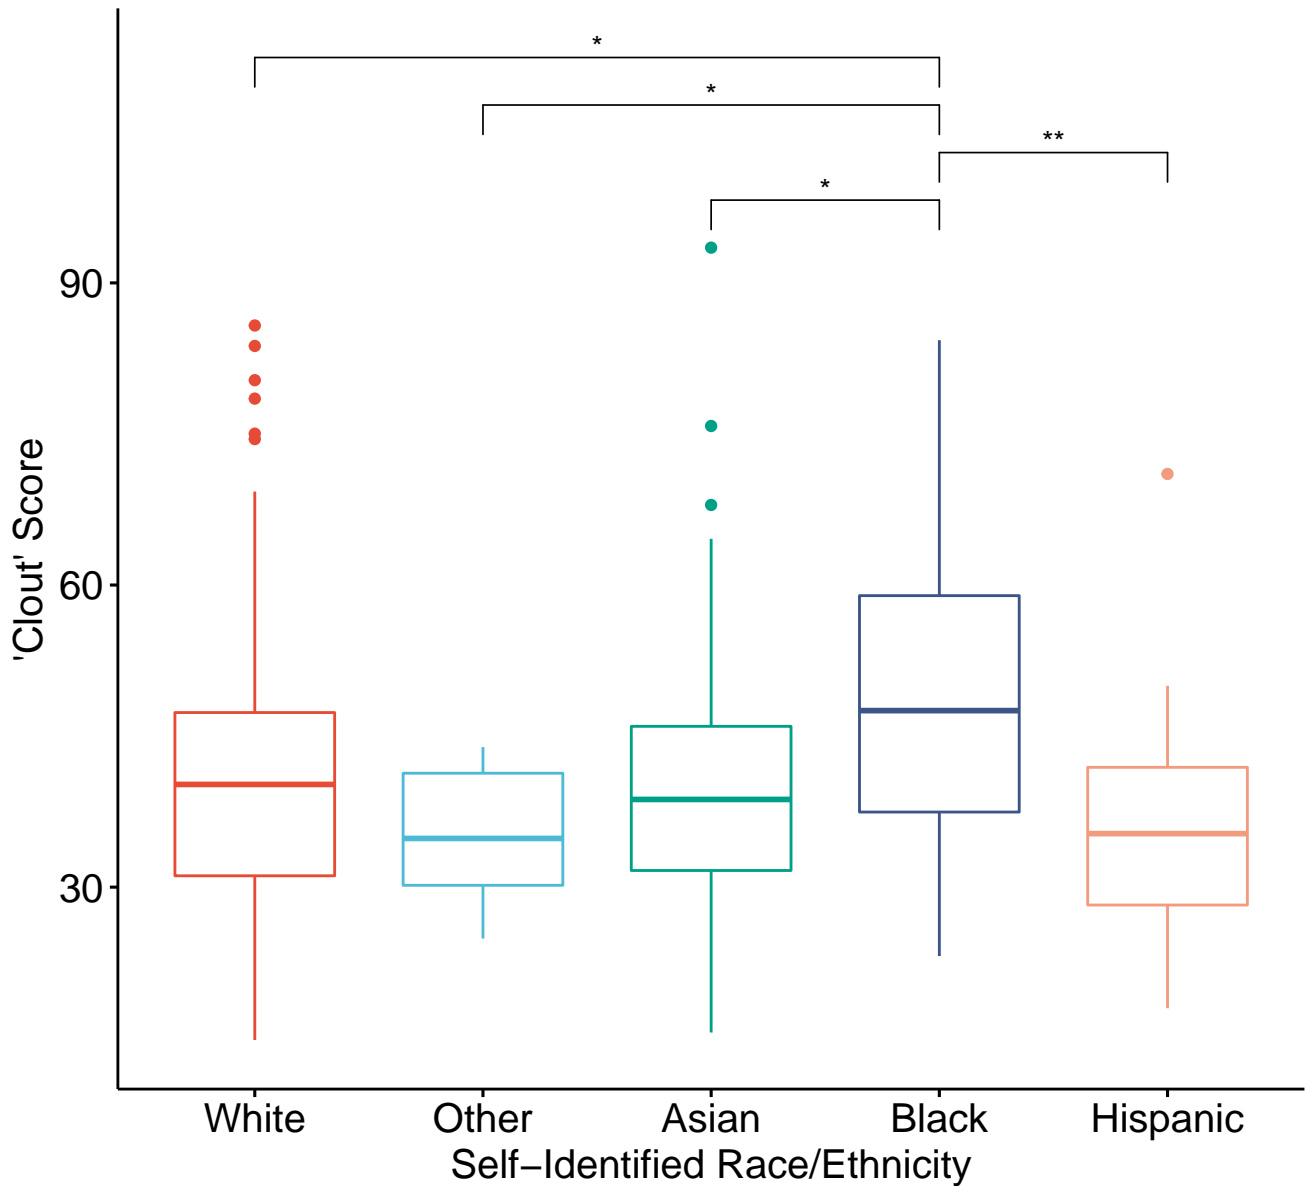 *
*
**
*
90
60
30
'Clout' Score
White Other Asian Black Hispanic
Self−Identified Race/Ethnicity